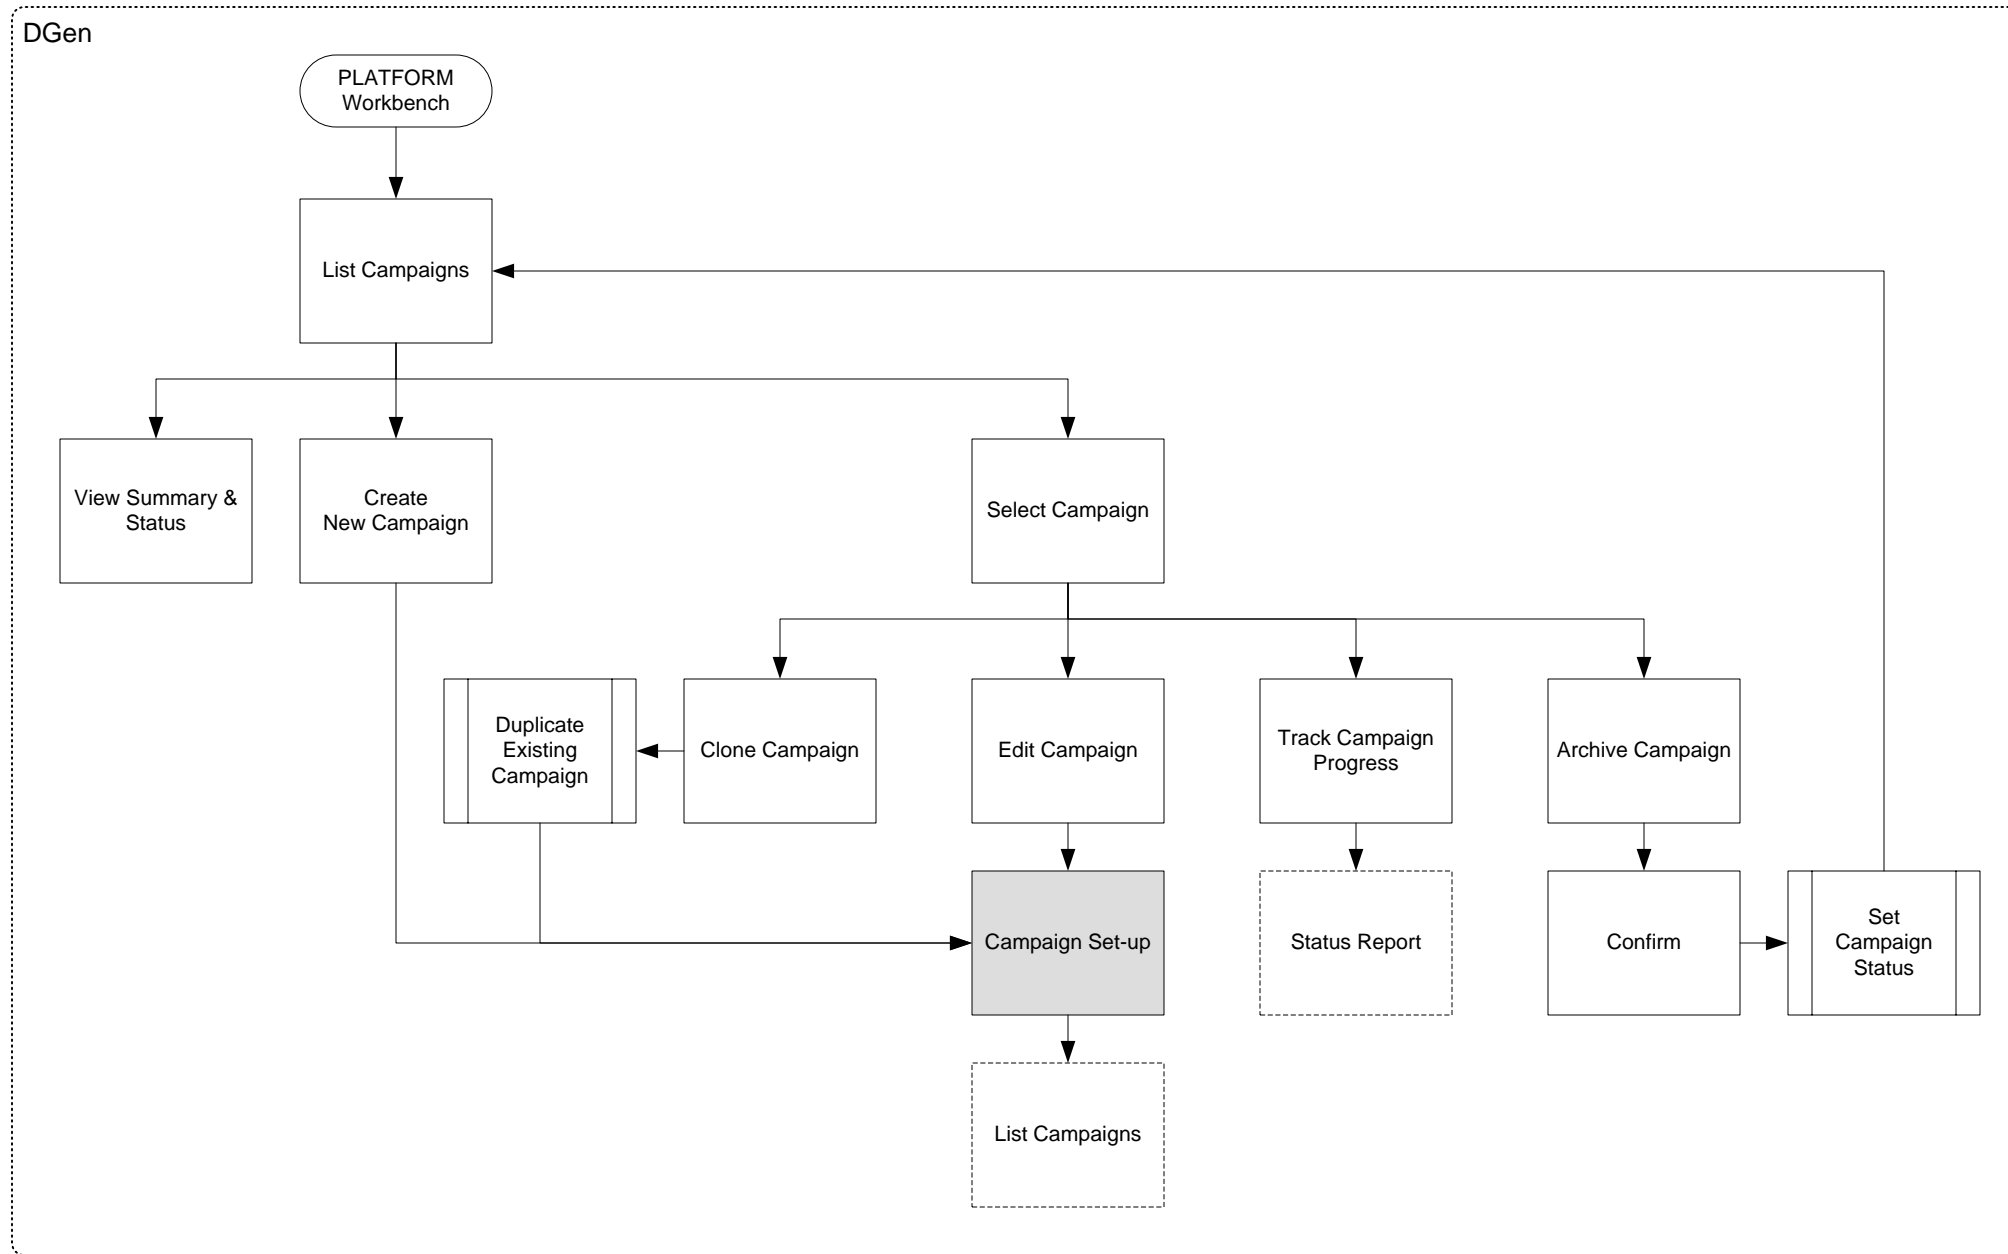 DGen
PLATFORM
Workbench
List Campaigns
View Summary &
Status
Create
New Campaign
Select Campaign
Duplicate
Existing
Campaign
Clone Campaign
Edit Campaign
Track Campaign
Progress
Archive Campaign
Campaign Set-up
Status Report
Confirm
Set
Campaign
Status
List Campaigns